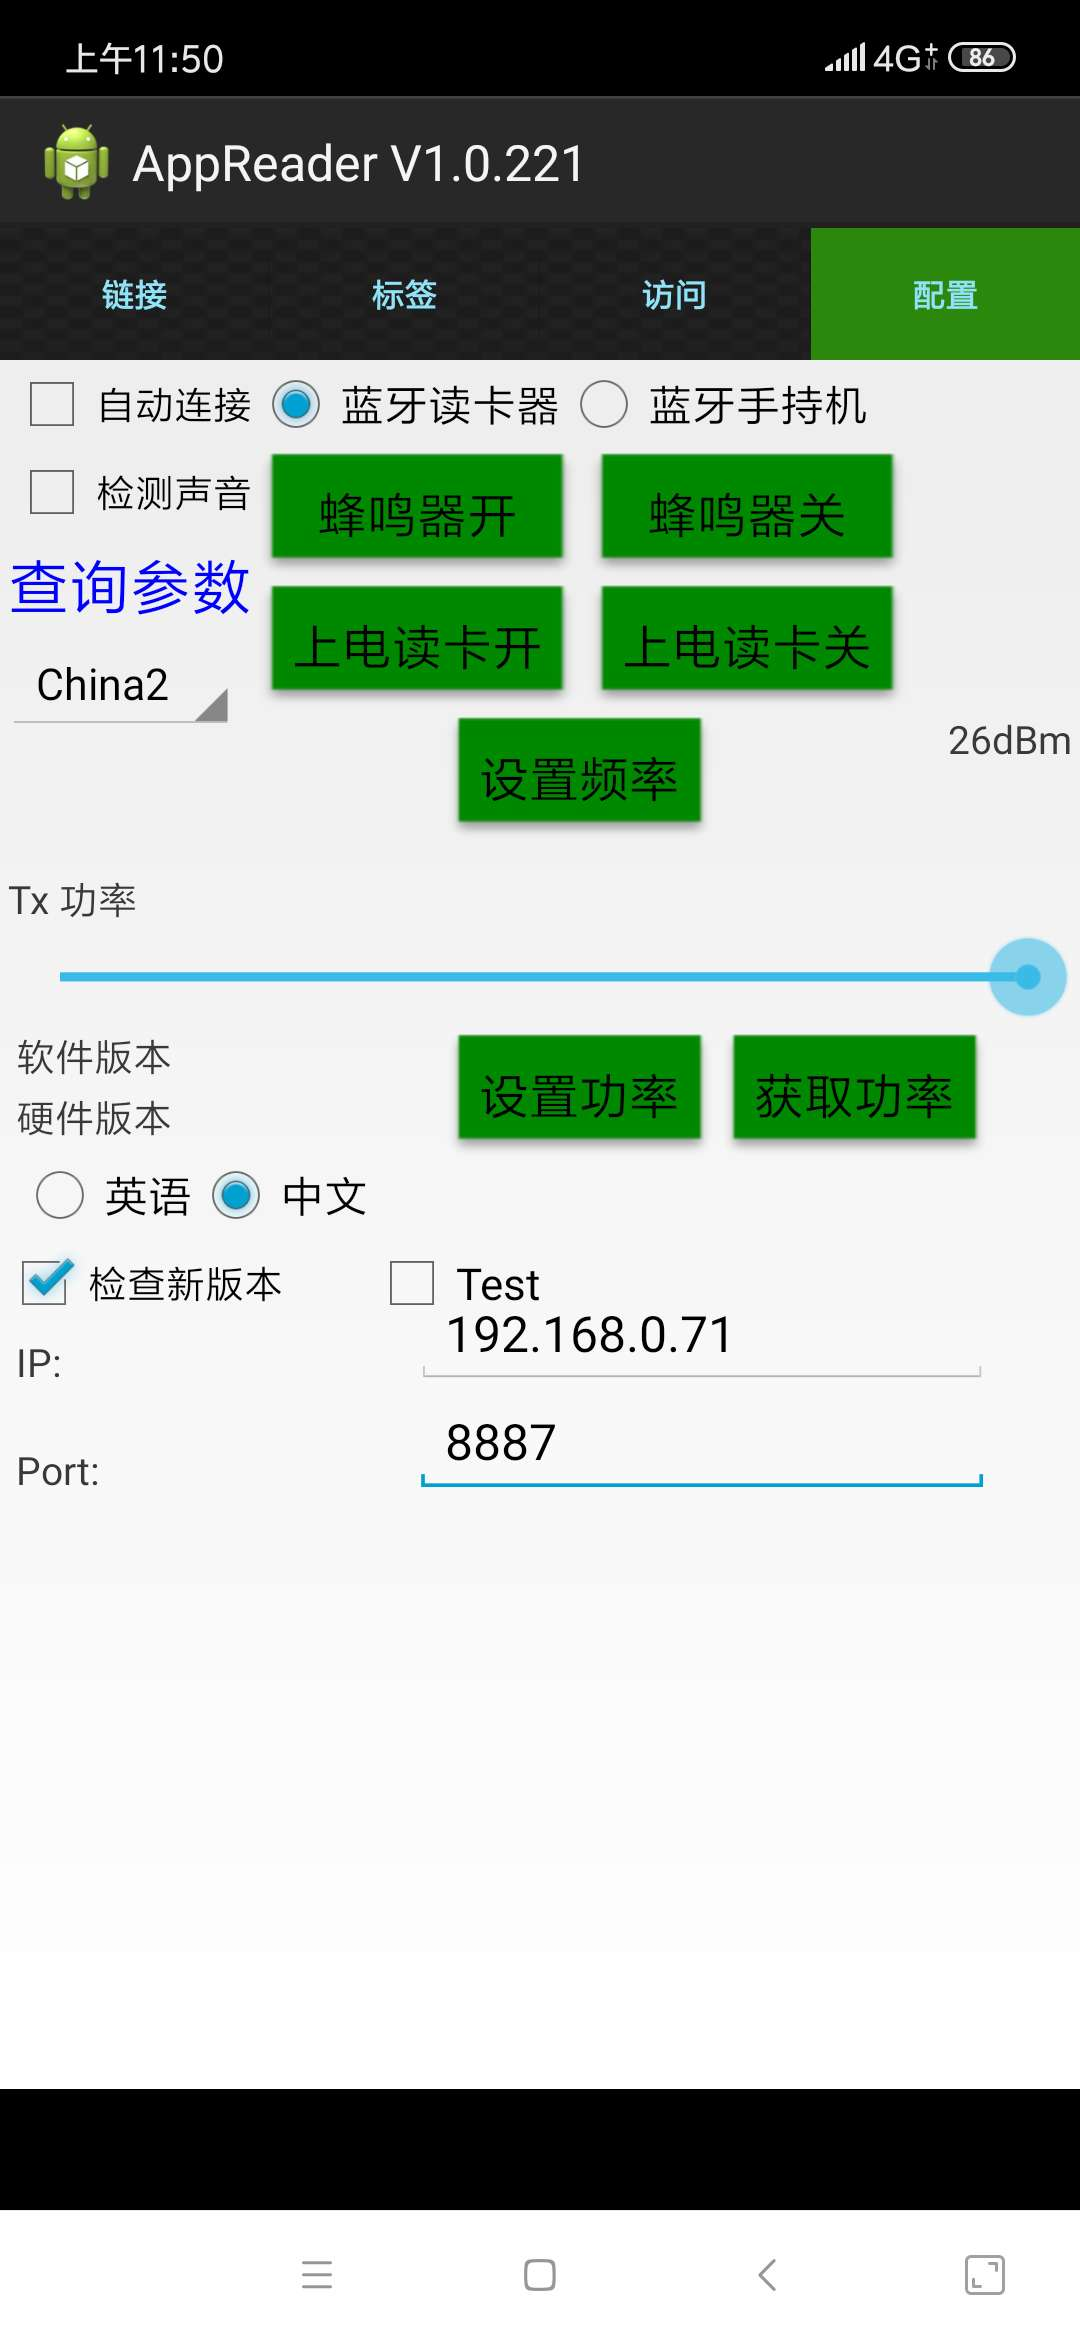 上午11:50
4G+ 86
AppReader V1.0.221
链接 标签 访问 配置
自动连接 蓝牙读卡器 蓝牙手持机
检测声音 蜂鸣器开 蜂鸣器关
查询参数
上电读卡开 上电读卡关
China2
26dBm
设置频率
Tx 功率
软件版本
设置功率 获取功率
硬件版本
英语 中文
检查新版本 Test
IP: 192.168.0.71
Port: 8887